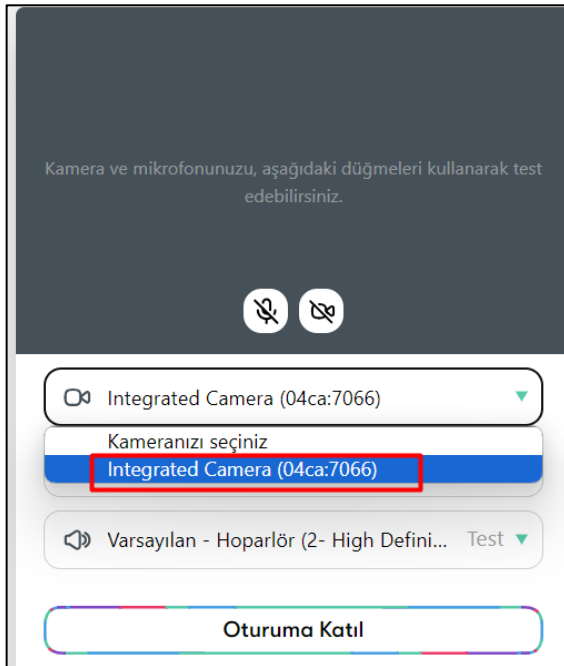 Kamera ve mikrofonunuzu, aşağıdaki düğmeleri kullanarak test
edebilirsiniz.
Integrated Camera (04ca:7066)
Kameranızı seçiniz
Integrated Camera (04ca:7066)
Varsayılan - Hoparlör (2- High Defini... Test
Oturuma Katıl